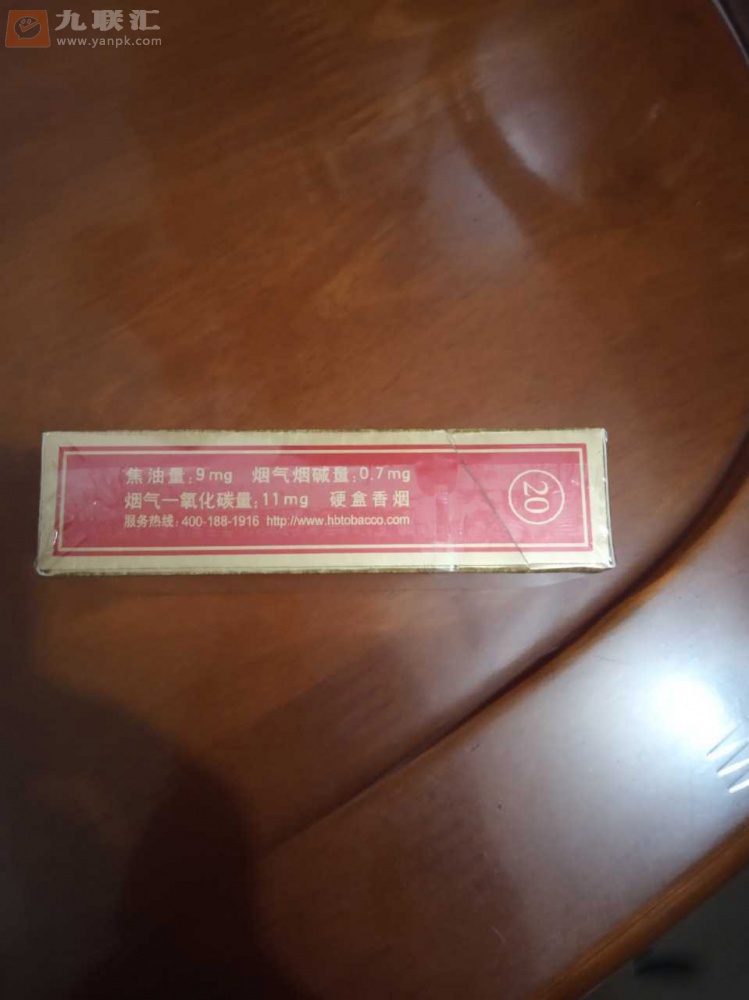 九联汇
www.yanpk.com
焦油量:9mg 烟气烟碱量:0.7mg
烟气一氧化碳量:11mg 硬盒香烟
服务热线:400-188-1916 http://www.hbtobacco.com
20